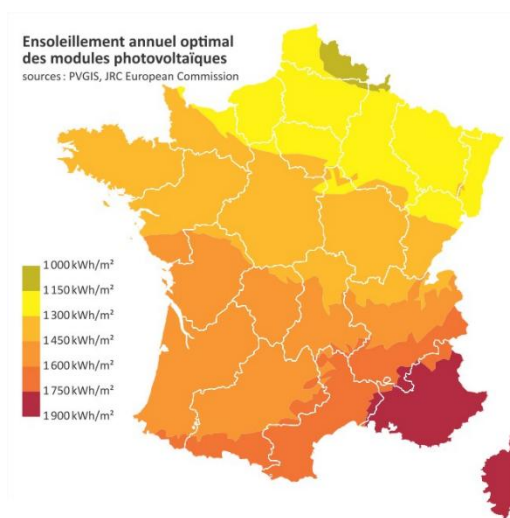 Ensoleillement annuel optimal
des modules photovoltaïques
sources : PVGIS, JRC European Commission
1 000 kWh/m²
1 150 kWh/m²
1 300 kWh/m²
1 450 kWh/m²
1 600 kWh/m²
1 750 kWh/m²
1 900 kWh/m²